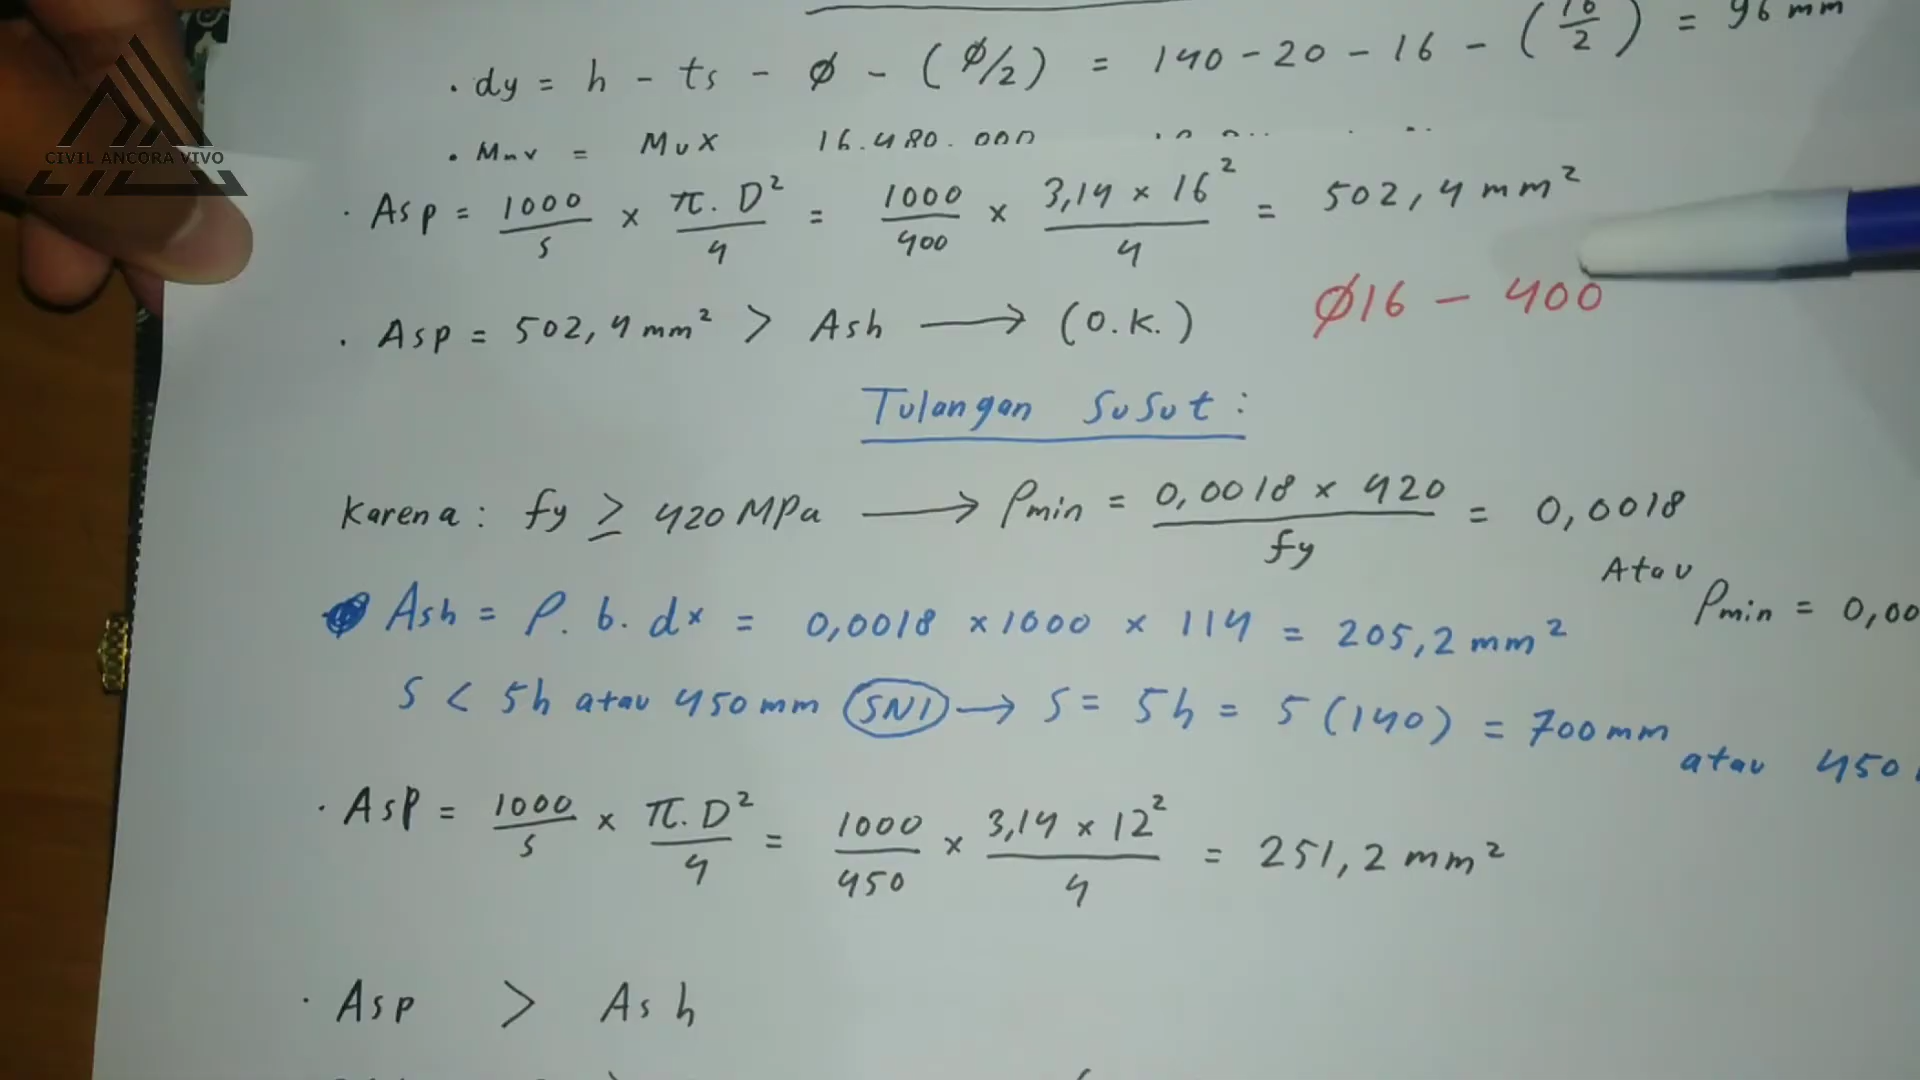 CIVIL ANCORA VIVO
. dy = h - ts - ø - (ø/2) = 140 - 20 - 16 - (16/2) = 96 mm
. Mux 16.480.000
. Asp = 1000/s x π.D²/4 = 1000/400 x 3,14 x 16²/4 = 502,4 mm²
. Asp = 502,4 mm² > Ash → (O.K.) ø16 - 400
Tulangan Susut :
Karena : fy ≥ 420 MPa → ρmin = 0,0018 x 420/fy = 0,0018
Atau ρmin = 0,00
Ash = ρ. b. dx = 0,0018 x 1000 x 114 = 205,2 mm²
S < 5h atau 450 mm SNI → S = 5h = 5 (140) = 700 mm
atau 450
. Asp = 1000/s x π.D²/4 = 1000/450 x 3,14 x 12²/4 = 251,2 mm²
. Asp > Ash